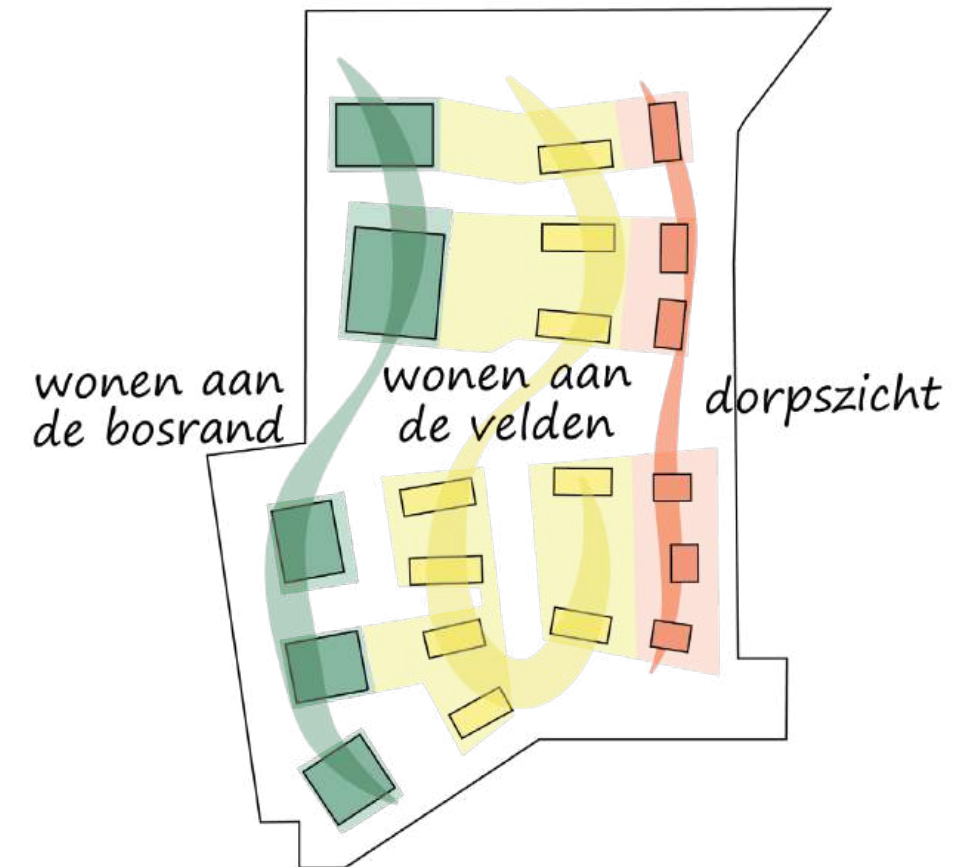 wonen aan
de bosrand
wonen aan
de velden
dorpszicht